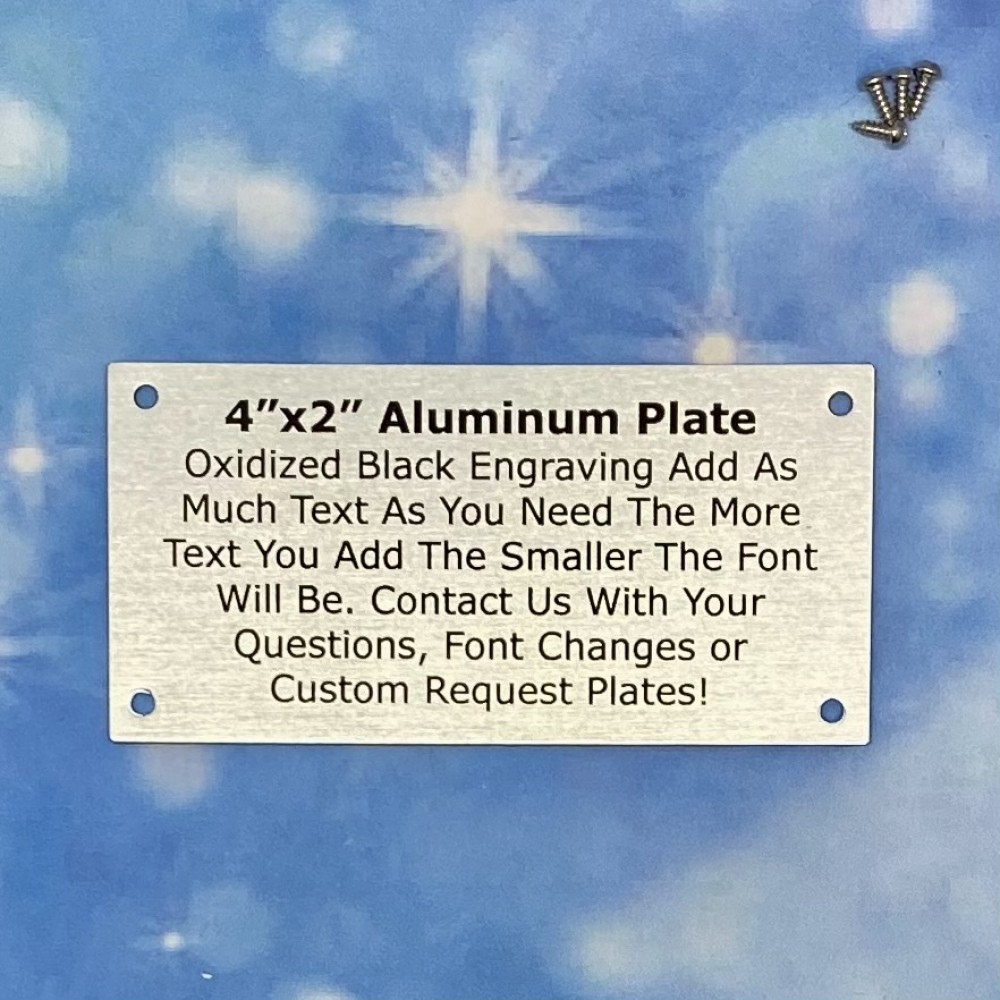 4”x2” Aluminum Plate
Oxidized Black Engraving Add As
Much Text As You Need The More
Text You Add The Smaller The Font
Will Be. Contact Us With Your
Questions, Font Changes or
Custom Request Plates!